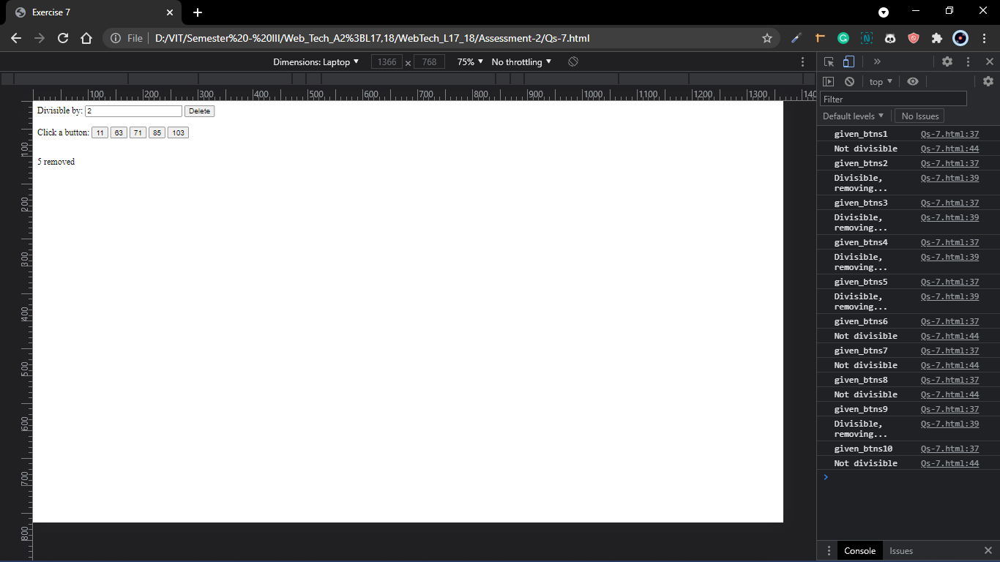 Exercise 7
File D:/VIT/Semester%20-%20III/Web_Tech_A2%3BL17,18/WebTech_L17_18/Assessment-2/Qs-7.html
Dimensions: Laptop 1366 x 768 75% No throttling
top
Filter
Default levels No Issues
100 200 300 400 500 600 700 800 900 1000 1100 1200 1300 140
100
200
300
400
500
600
700
800
Divisible by: 2 Delete
Click a button: 11 63 71 85 103
5 removed
given_btns1 Qs-7.html:37
Not divisible Qs-7.html:44
given_btns2 Qs-7.html:37
Divisible, Qs-7.html:39
removing...
given_btns3 Qs-7.html:37
Divisible, Qs-7.html:39
removing...
given_btns4 Qs-7.html:37
Divisible, Qs-7.html:39
removing...
given_btns5 Qs-7.html:37
Divisible, Qs-7.html:39
removing...
given_btns6 Qs-7.html:37
Not divisible Qs-7.html:44
given_btns7 Qs-7.html:37
Not divisible Qs-7.html:44
given_btns8 Qs-7.html:37
Not divisible Qs-7.html:44
given_btns9 Qs-7.html:37
Divisible, Qs-7.html:39
removing...
given_btns10 Qs-7.html:37
Not divisible Qs-7.html:44
Console Issues